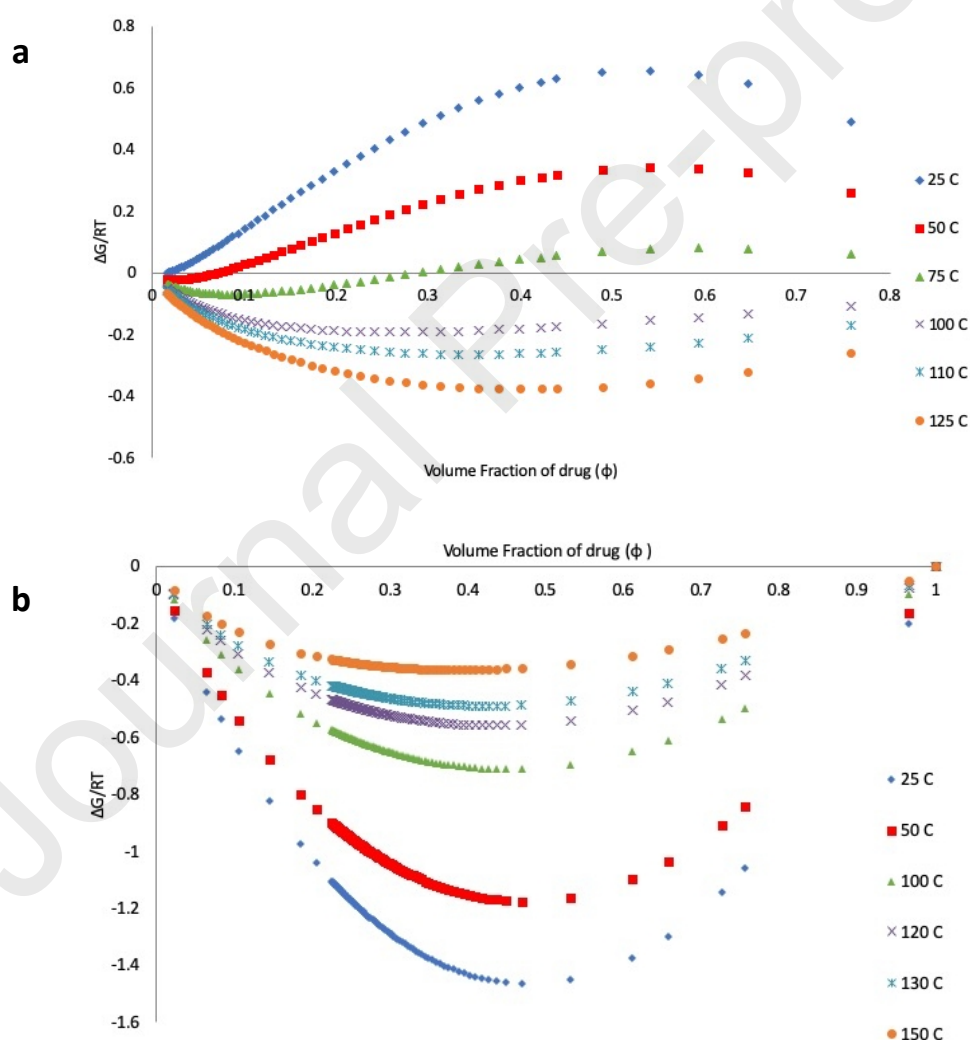 a
0.8
0.6
0.4
0.2
0
-0.2
-0.4
-0.6
0 0.1 0.2 0.3 0.4 0.5 0.6 0.7 0.8
ΔG/RT
Volume Fraction of drug (ϕ)
25 C
50 C
75 C
100 C
110 C
125 C
Journal Pre-pro
b
Volume Fraction of drug (ϕ )
0
-0.2
-0.4
-0.6
-0.8
-1
-1.2
-1.4
-1.6
0 0.1 0.2 0.3 0.4 0.5 0.6 0.7 0.8 0.9 1
ΔG/RT
25 C
50 C
100 C
120 C
130 C
150 C